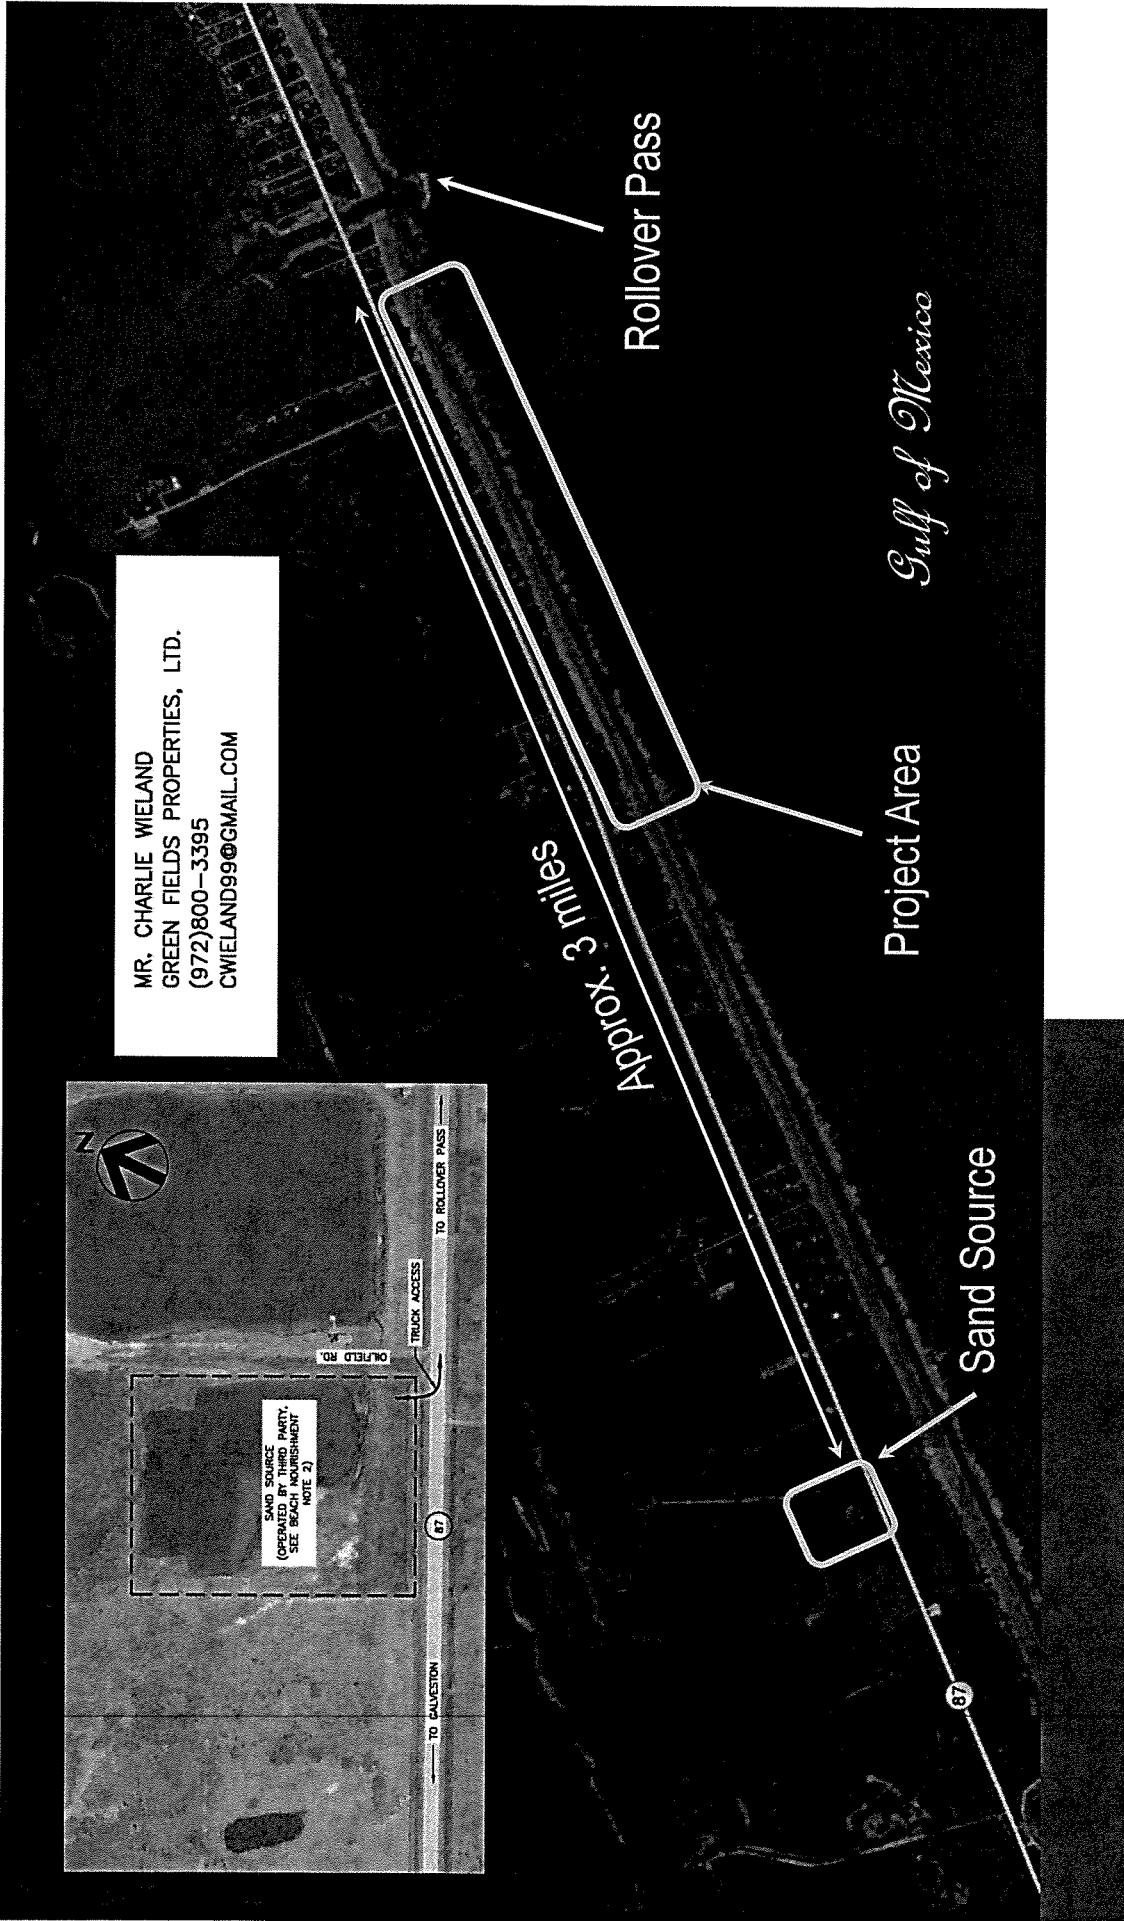 MR. CHARLIE WIELAND
GREEN FIELDS PROPERTIES, LTD.
(972)800-3395
CWIELAND99@GMAIL.COM
N
SAND SOURCE
(OPERATED BY THIRD PARTY,
SEE BEACH NOURISHMENT
NOTE 2)
OILFIELD RD.
TRUCK ACCESS
TO GALVESTON
87
TO ROLLOVER PASS
Approx. 3 miles
Rollover Pass
Gulf of Mexico
Project Area
Sand Source
87